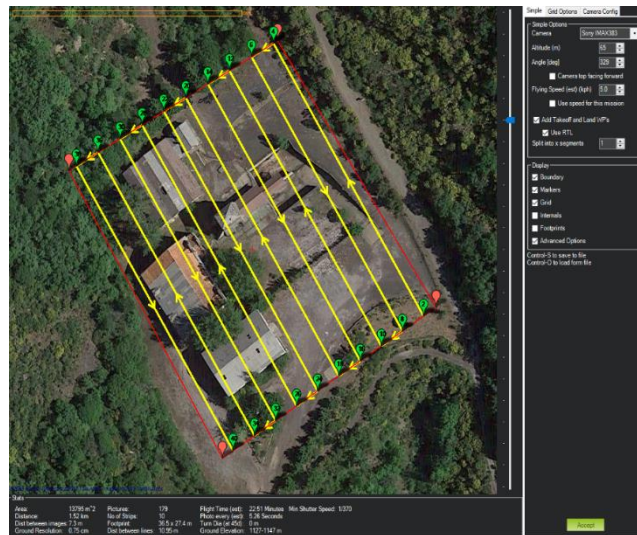 Simple Grid Options Camera Config
Simple Options
Camera Sony IMAX383
Altitude (m) 65
Angle [deg] 329
Camera top facing forward
Flying Speed (est) (kph) 5.0
Use speed for this mission
Add Takeoff and Land WP's
Use RTL
Split into x segments 1
Display
Boundary
Markers
Grid
Internals
Footprints
Advanced Options
Control-S to save to file
Control-O to load form file
Stats
Area: 13795 m^2 Pictures: 179 Flight Time (est): 22:51 Minutes Min Shutter Speed: 1/370
Distance: 1.52 km No of Strips: 10 Photo every (est): 5.26 Seconds
Dist between images: 7.3 m Footprint: 36.5 x 27.4 m Turn Dia (at 45d): 0 m
Ground Resolution: 0.75 cm Dist between lines: 10.95 m Ground Elevation: 1127-1147 m
Accept